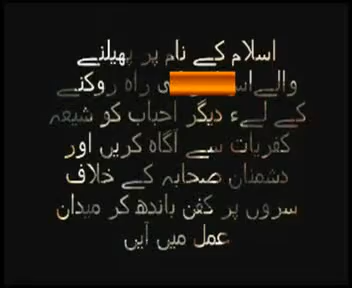 اسلام کے نام پر پھیلنے
والے راہ روکنے
کے لیء دیگر احباب کو شیعہ
کفریات سے آگاہ کریں اور
دشمنان صحابہ کے خلاف
سروں پر کفن باندھ کر میدان
عمل میں آیں